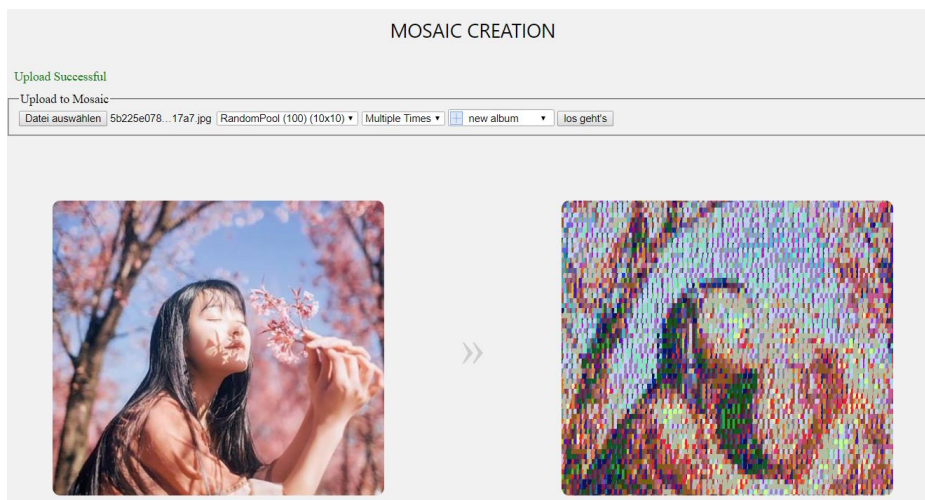 MOSAIC CREATION
Upload Successful
Upload to Mosaic
Datei auswählen 5b225e078...17a7.jpg RandomPool (100) (10x10) Multiple Times new album los geht's
»